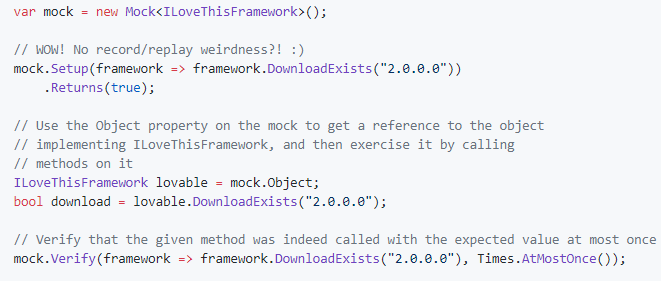 var mock = new Mock<ILoveThisFramework>();
// WOW! No record/replay weirdness?! :)
mock.Setup(framework => framework.DownloadExists("2.0.0.0"))
.Returns(true);
// Use the Object property on the mock to get a reference to the object
// implementing ILoveThisFramework, and then exercise it by calling
// methods on it
ILoveThisFramework lovable = mock.Object;
bool download = lovable.DownloadExists("2.0.0.0");
// Verify that the given method was indeed called with the expected value at most once
mock.Verify(framework => framework.DownloadExists("2.0.0.0"), Times.AtMostOnce());